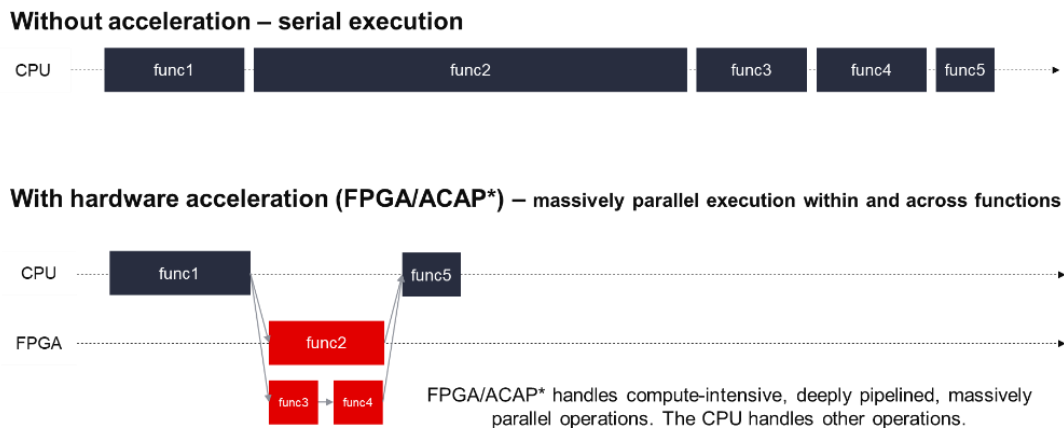 Without acceleration – serial execution
CPU func1 func2 func3 func4 func5
With hardware acceleration (FPGA/ACAP*) – massively parallel execution within and across functions
CPU func1 func5
FPGA func2
func3 func4
FPGA/ACAP* handles compute-intensive, deeply pipelined, massively
parallel operations. The CPU handles other operations.